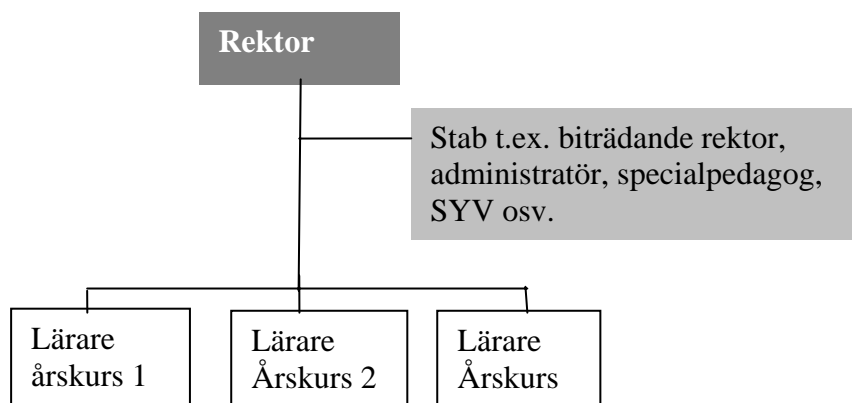 Rektor
Stab t.ex. biträdande rektor,
administratör, specialpedagog,
SYV osv.
Lärare
årskurs 1
Lärare
Årskurs 2
Lärare
Årskurs